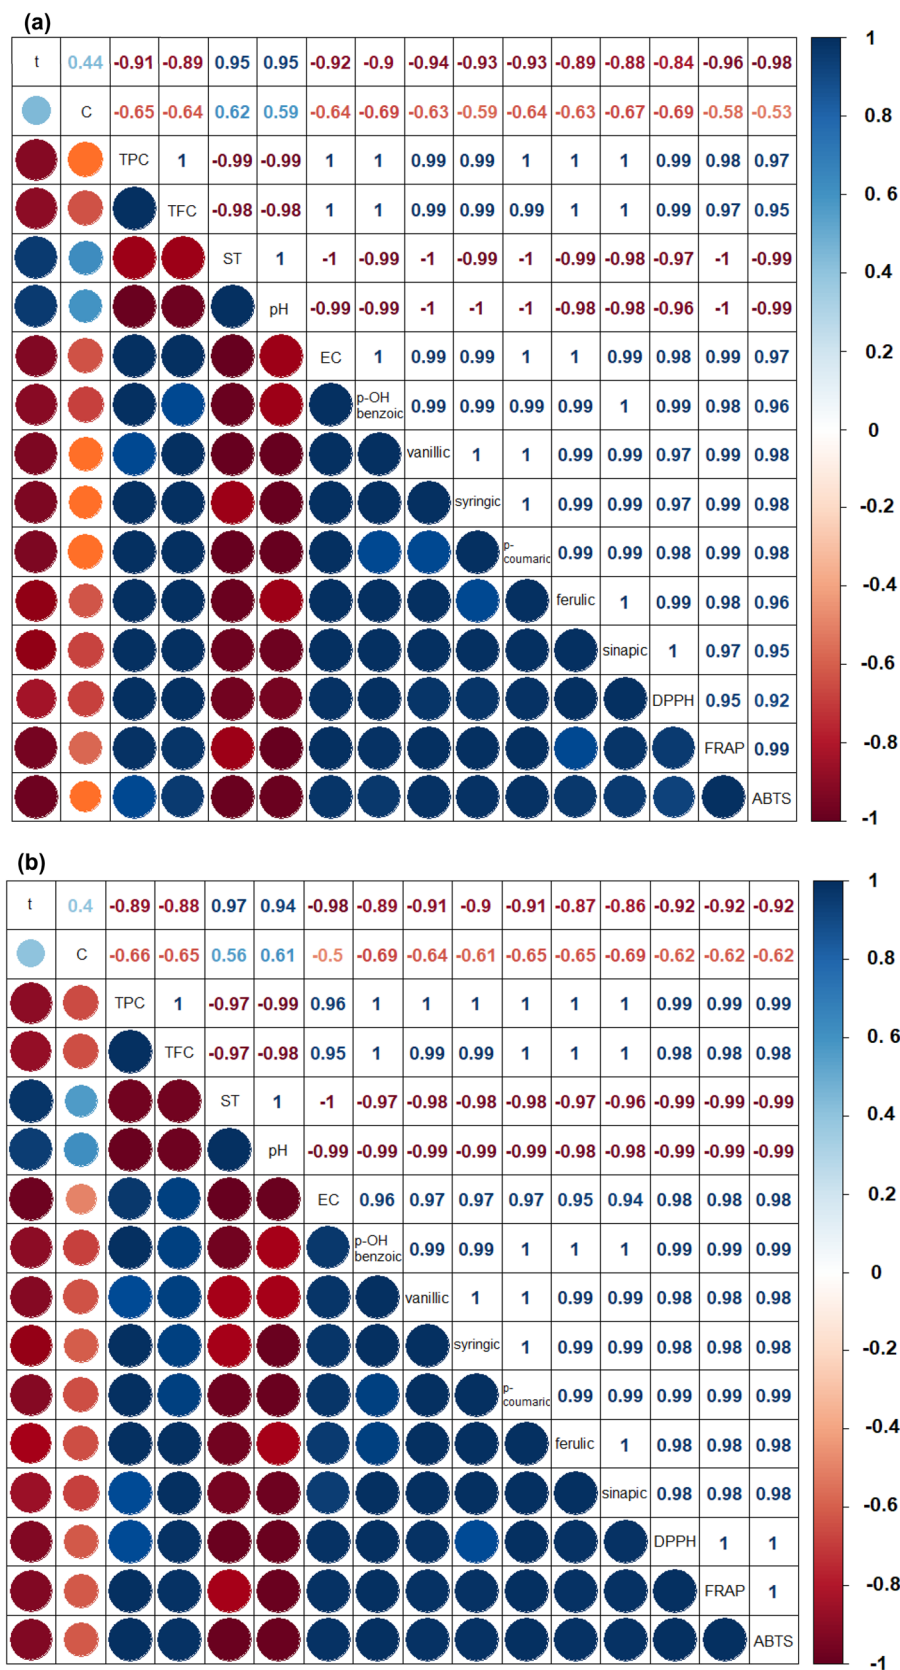 (a)
t 0.44 -0.91 -0.89 0.95 0.95 -0.92 -0.9 -0.94 -0.93 -0.93 -0.89 -0.88 -0.84 -0.96 -0.98
C -0.65 -0.64 0.62 0.59 -0.64 -0.69 -0.63 -0.59 -0.64 -0.63 -0.67 -0.69 -0.58 -0.53
TPC 1 -0.99 -0.99 1 1 0.99 0.99 1 1 1 0.99 0.98 0.97
TFC -0.98 -0.98 1 1 0.99 0.99 0.99 1 1 0.99 0.97 0.95
ST 1 -1 -0.99 -1 -0.99 -1 -0.99 -0.98 -0.97 -1 -0.99
pH -0.99 -0.99 -1 -1 -1 -0.98 -0.98 -0.96 -1 -0.99
EC 1 0.99 0.99 1 1 0.99 0.98 0.99 0.97
p-OH
benzoic 0.99 0.99 0.99 0.99 1 0.99 0.98 0.96
vanillic 1 1 0.99 0.99 0.97 0.99 0.98
syringic 1 0.99 0.99 0.97 0.99 0.98
p-
coumaric 0.99 0.99 0.98 0.99 0.98
ferulic 1 0.99 0.98 0.96
sinapic 1 0.97 0.95
DPPH 0.95 0.92
FRAP 0.99
ABTS
1
0.8
0.6
0.4
0.2
0
-0.2
-0.4
-0.6
-0.8
-1
(b)
t 0.4 -0.89 -0.88 0.97 0.94 -0.98 -0.89 -0.91 -0.9 -0.91 -0.87 -0.86 -0.92 -0.92 -0.92
C -0.66 -0.65 0.56 0.61 -0.5 -0.69 -0.64 -0.61 -0.65 -0.65 -0.69 -0.62 -0.62 -0.62
TPC 1 -0.97 -0.99 0.96 1 1 1 1 1 1 0.99 0.99 0.99
TFC -0.97 -0.98 0.95 1 0.99 0.99 1 1 1 0.98 0.98 0.98
ST 1 -1 -0.97 -0.98 -0.98 -0.98 -0.97 -0.96 -0.99 -0.99 -0.99
pH -0.99 -0.99 -0.99 -0.99 -0.99 -0.98 -0.98 -0.99 -0.99 -0.99
EC 0.96 0.97 0.97 0.97 0.95 0.94 0.98 0.98 0.98
p-OH
benzoic 0.99 0.99 1 1 1 0.99 0.99 0.99
vanillic 1 1 0.99 0.99 0.98 0.98 0.98
syringic 1 0.99 0.99 0.98 0.98 0.98
p-
coumaric 0.99 0.99 0.99 0.99 0.99
ferulic 1 0.98 0.98 0.98
sinapic 0.98 0.98 0.98
DPPH 1 1
FRAP 1
ABTS
1
0.8
0.6
0.4
0.2
0
-0.2
-0.4
-0.6
-0.8
-1